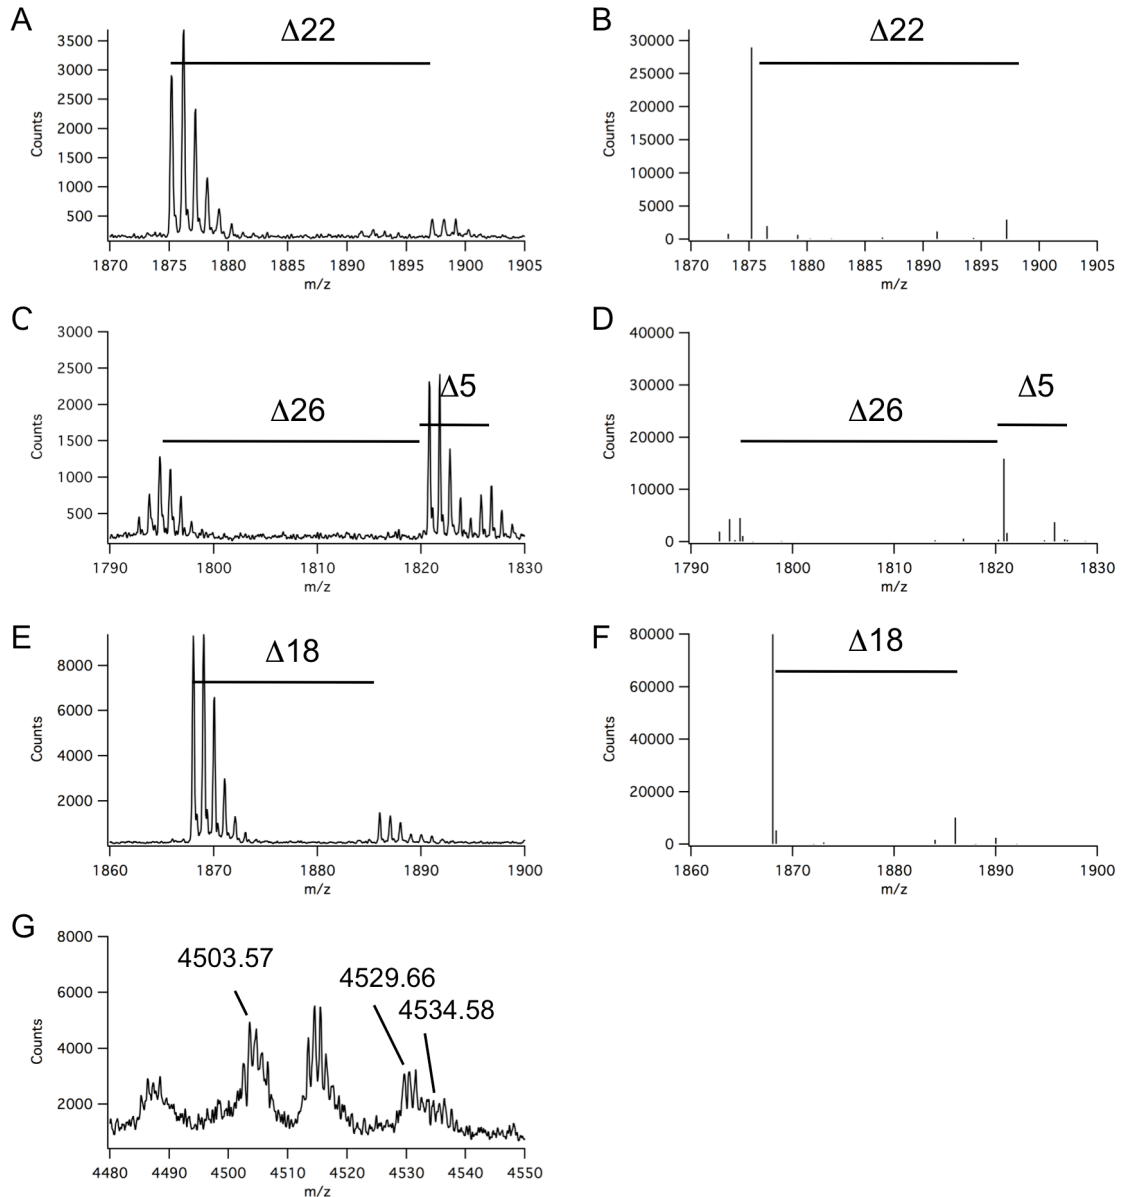 A
Δ22
Counts
3500
3000
2500
2000
1500
1000
500
1870 1875 1880 1885 1890 1895 1900 1905
m/z
B
Δ22
Counts
30000
25000
20000
15000
10000
5000
0
1870 1875 1880 1885 1890 1895 1900 1905
m/z
C
Δ26
Δ5
Counts
3000
2500
2000
1500
1000
500
1790 1800 1810 1820 1830
m/z
D
Δ26
Δ5
Counts
40000
30000
20000
10000
0
1790 1800 1810 1820 1830
m/z
E
Δ18
Counts
8000
6000
4000
2000
1860 1870 1880 1890 1900
m/z
F
Δ18
Counts
80000
60000
40000
20000
0
1860 1870 1880 1890 1900
m/z
G
4503.57
4529.66
4534.58
Counts
8000
6000
4000
2000
4480 4490 4500 4510 4520 4530 4540 4550
m/z